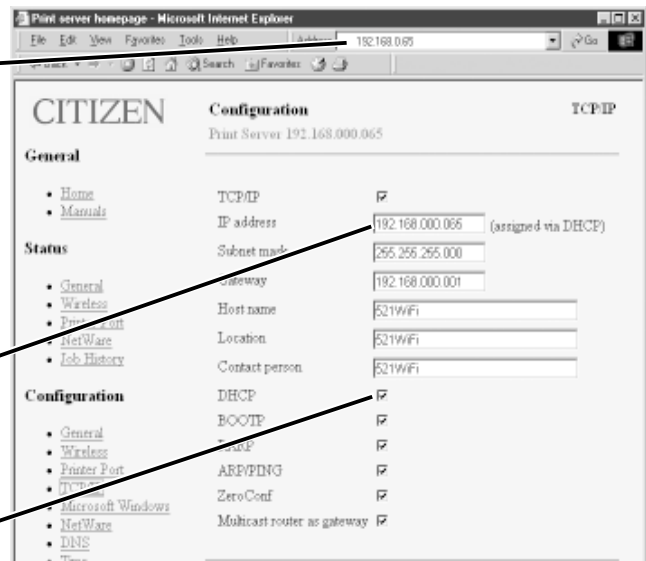 Print server homepage - Microsoft Internet Explorer
File Edit View Favorites Tools Help
192.168.0.65 Go
Search Favorites
CITIZEN
Configuration TCP/IP
Print Server 192.168.000.065
General
• Home
• Manuals
TCP/IP
IP address 192.168.000.065 (assigned via DHCP)
Status
Subnet mask 255.255.255.000
• General
Gateway 192.168.000.001
• Wireless
• Printer Port
Host name 521WiFi
• NetWare
Location 521WiFi
• Job History
Contact person 521WiFi
Configuration
DHCP
BOOTP
• General
• Wireless
• Printer Port
ARP/PING
• TCP/IP
ZeroConf
• Microsoft Windows
Multicast router as gateway
• NetWare
• DNS